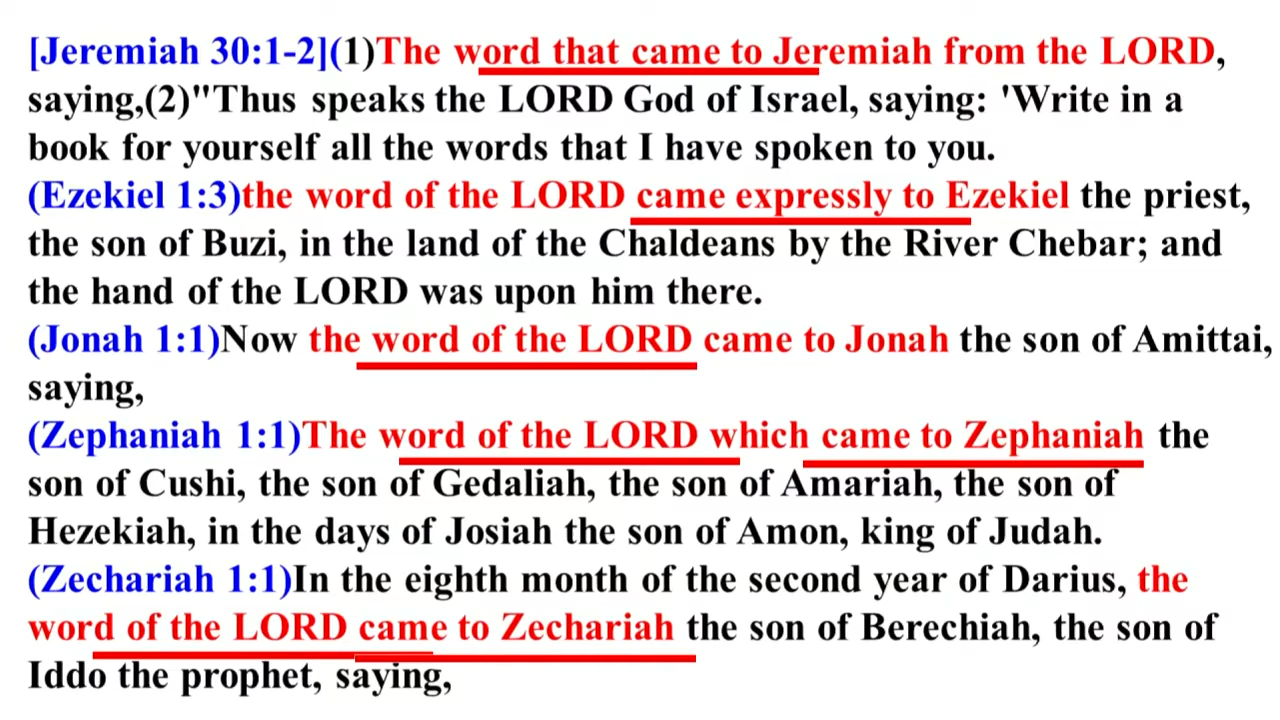 [Jeremiah 30:1-2](1)The word that came to Jeremiah from the LORD,
saying,(2)"Thus speaks the LORD God of Israel, saying: 'Write in a
book for yourself all the words that I have spoken to you.
(Ezekiel 1:3)the word of the LORD came expressly to Ezekiel the priest,
the son of Buzi, in the land of the Chaldeans by the River Chebar; and
the hand of the LORD was upon him there.
(Jonah 1:1)Now the word of the LORD came to Jonah the son of Amittai,
saying,
(Zephaniah 1:1)The word of the LORD which came to Zephaniah the
son of Cushi, the son of Gedaliah, the son of Amariah, the son of
Hezekiah, in the days of Josiah the son of Amon, king of Judah.
(Zechariah 1:1)In the eighth month of the second year of Darius, the
word of the LORD came to Zechariah the son of Berechiah, the son of
Iddo the prophet, saying,